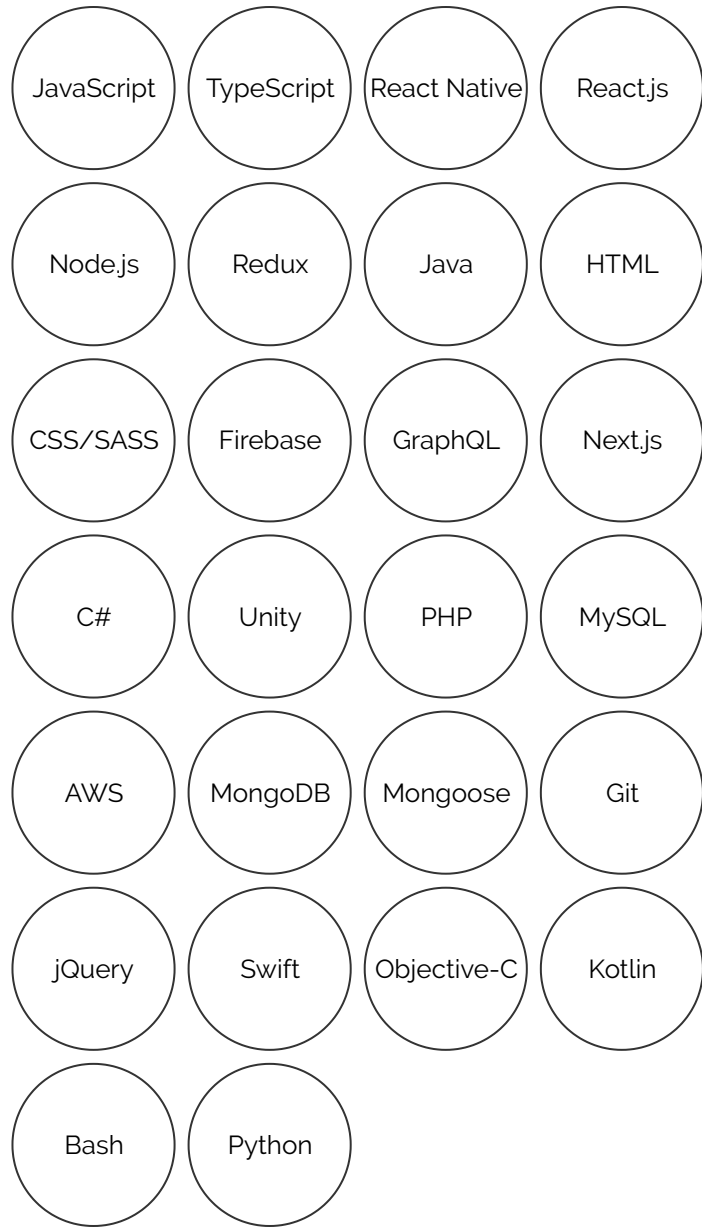 JavaScript
TypeScript
React Native
React.js
Node.js
Redux
Java
HTML
CSS/SASS
Firebase
GraphQL
Next.js
C#
Unity
PHP
MySQL
AWS
MongoDB
Mongoose
Git
jQuery
Swift
Objective-C
Kotlin
Bash
Python